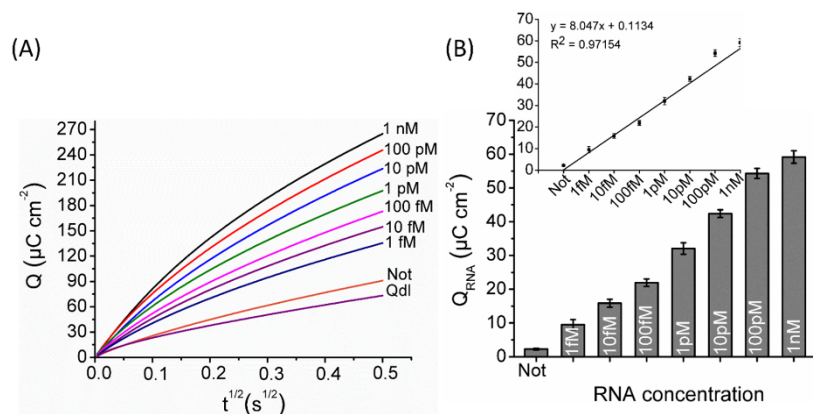 (A)
270
240
210
180
150
120
90
60
30
0
Q (µC cm⁻²)
1 nM
100 pM
10 pM
1 pM
100 fM
10 fM
1 fM
Not
Qdl
0.0 0.1 0.2 0.3 0.4 0.5
t^1/2 (s^1/2)
(B)
y = 8.047x + 0.1134
R² = 0.97154
70
60
50
40
30
20
10
0
Not 1fM 10fM 100fM 1pM 10pM 100pM 1nM
70
60
50
40
30
20
10
0
Q_RNA (µC cm⁻²)
Not 1fM 10fM 100fM 1pM 10pM 100pM 1nM
RNA concentration